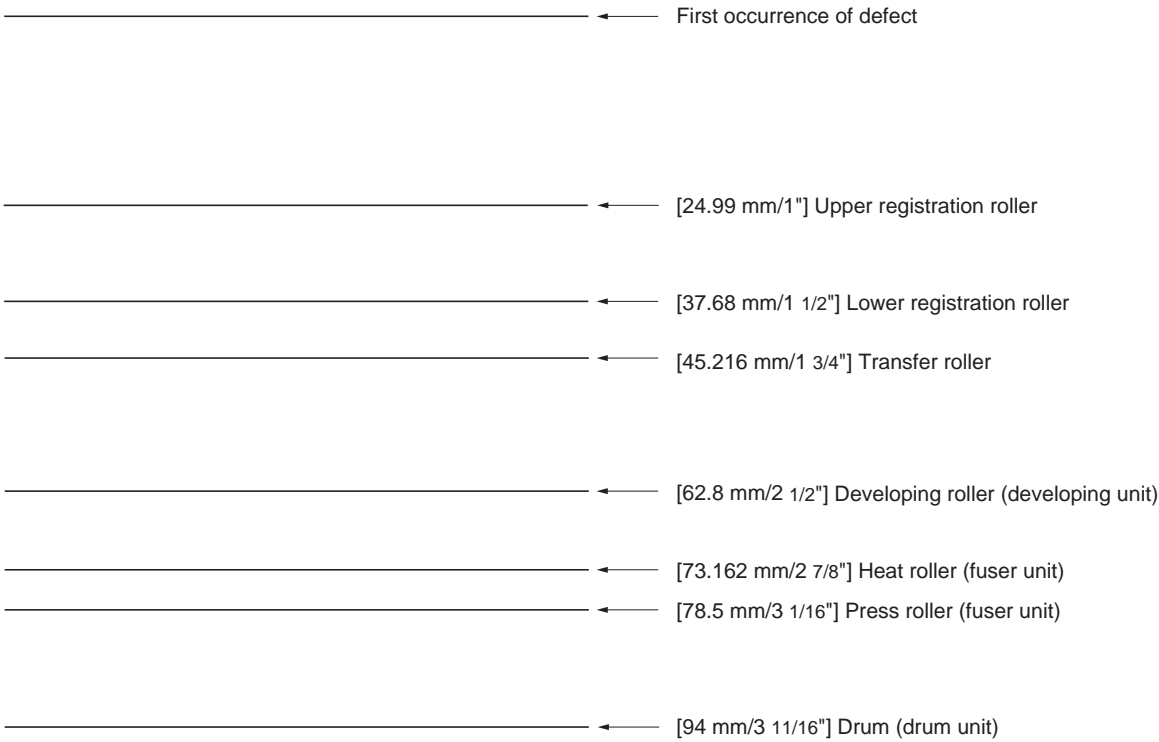 First occurrence of defect
[24.99 mm/1"] Upper registration roller
[37.68 mm/1 1/2"] Lower registration roller
[45.216 mm/1 3/4"] Transfer roller
[62.8 mm/2 1/2"] Developing roller (developing unit)
[73.162 mm/2 7/8"] Heat roller (fuser unit)
[78.5 mm/3 1/16"] Press roller (fuser unit)
[94 mm/3 11/16"] Drum (drum unit)